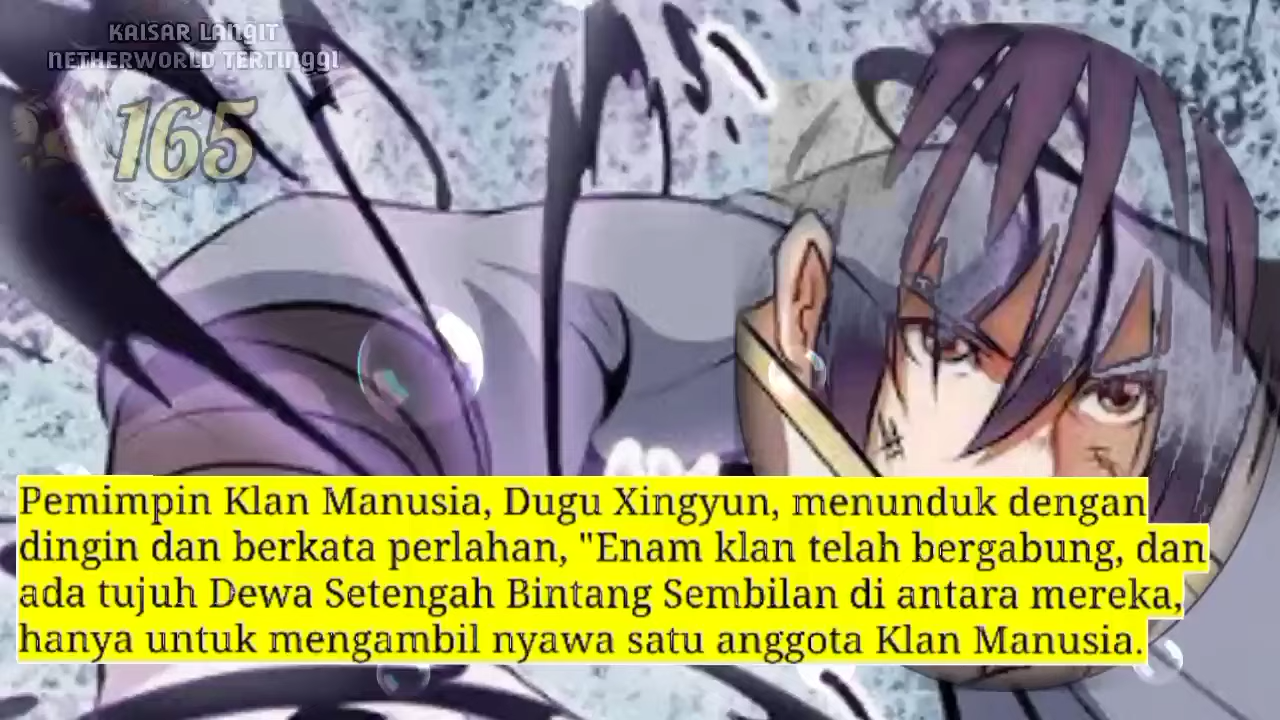 KAISAR LANGIT
NETHERWORLD TERTINGGI
165
Pemimpin Klan Manusia, Dugu Xingyun, menunduk dengan
dingin dan berkata perlahan, "Enam klan telah bergabung, dan
ada tujuh Dewa Setengah Bintang Sembilan di antara mereka,
hanya untuk mengambil nyawa satu anggota Klan Manusia.